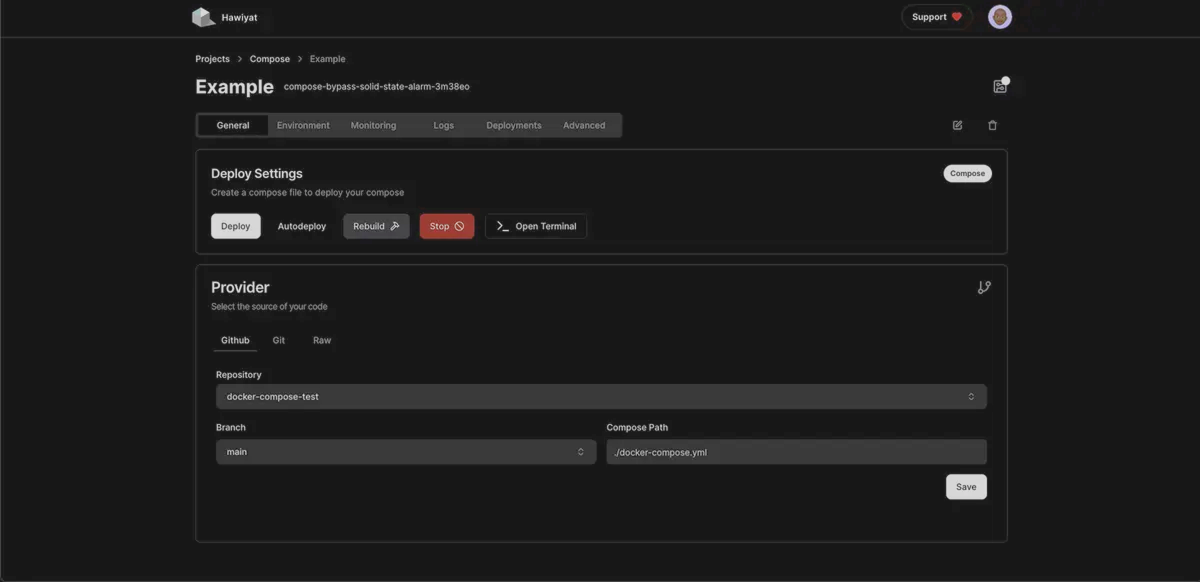 Hawiyat
Support
Projects > Compose > Example
Example compose-bypass-solid-state-alarm-3m38eo
General Environment Monitoring Logs Deployments Advanced
Deploy Settings
Compose
Create a compose file to deploy your compose
Deploy Autodeploy Rebuild Stop Open Terminal
Provider
Select the source of your code
Github Git Raw
Repository
docker-compose-test
Branch Compose Path
main ./docker-compose.yml
Save